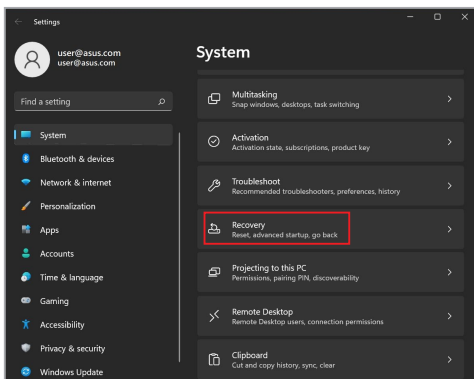 Settings
user@asus.com
user@asus.com
Find a setting
System
Bluetooth & devices
Network & internet
Personalization
Apps
Accounts
Time & language
Gaming
Accessibility
Privacy & security
Windows Update
System
Multitasking
Snap windows, desktops, task switching
Activation
Activation state, subscriptions, product key
Troubleshoot
Recommended troubleshooters, preferences, history
Recovery
Reset, advanced startup, go back
Projecting to this PC
Permissions, pairing PIN, discoverability
Remote Desktop
Remote Desktop users, connection permissions
Clipboard
Cut and copy history, sync, clear